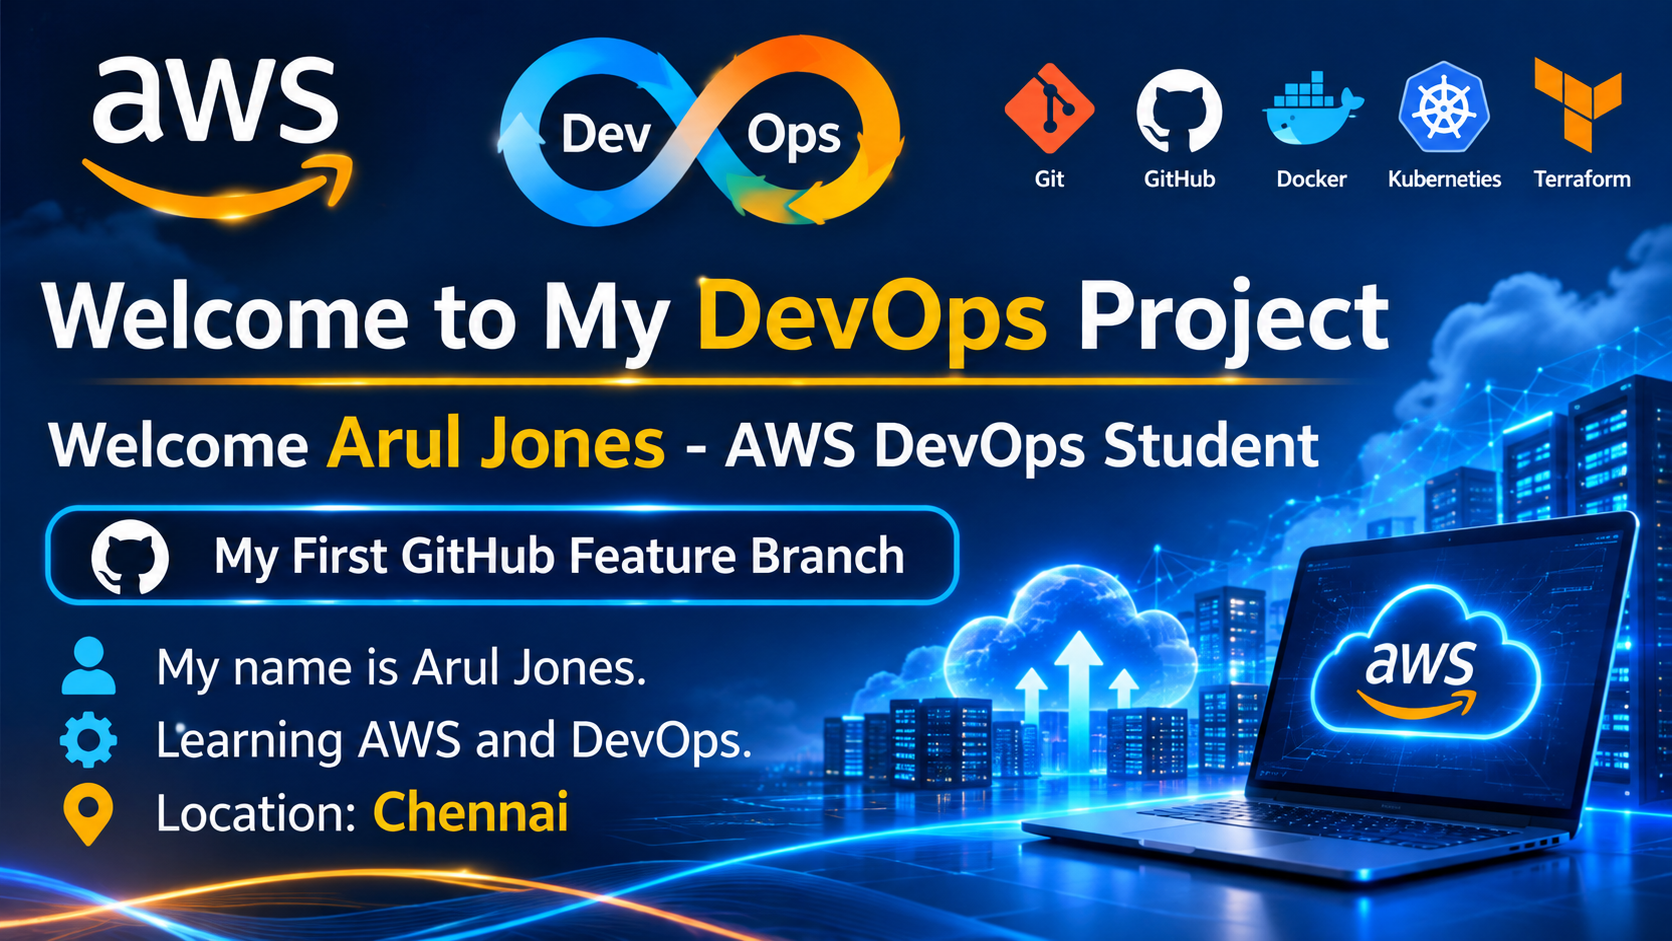 aws
Dev Ops
Git GitHub Docker Kuberneties Terraform
Welcome to My DevOps Project
Welcome Arul Jones - AWS DevOps Student
My First GitHub Feature Branch
My name is Arul Jones.
Learning AWS and DevOps.
Location: Chennai
aws